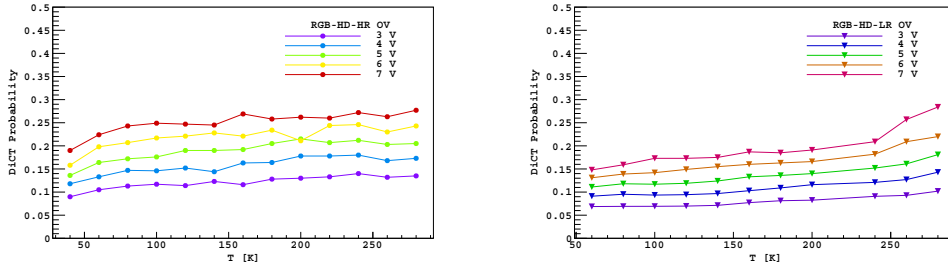 RGB-HD-HR OV
3 V
4 V
5 V
6 V
7 V
DiCT Probability
0.5
0.45
0.4
0.35
0.3
0.25
0.2
0.15
0.1
0.05
0
50
100
150
200
250
T [K]
RGB-HD-LR OV
3 V
4 V
5 V
6 V
7 V
DiCT Probability
0.5
0.45
0.4
0.35
0.3
0.25
0.2
0.15
0.1
0.05
0
50
100
150
200
250
T [K]